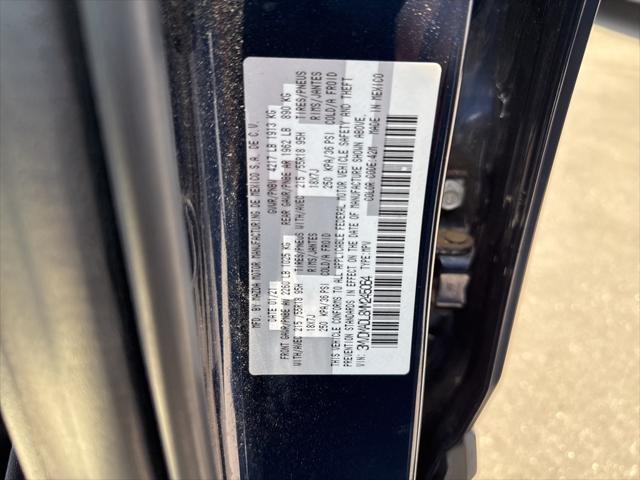 MFD. BY MAZDA MOTOR MANUFACTURING DE MEXICO S.A. DE C.V.
DATE 01/21 GVWR/PNBV 4217 LB 1913 KG
FRONT GAWR/PNBE AV 2260 LB 1025 KG REAR GAWR/PNBE AR 1962 LB 890 KG
WITH/AVEC 215 /55R18 95H TIRES/PNEUS WITH/AVEC 215 /55R18 95H TIRES/PNEUS
18X7J RIMS/JANTES 18X7J RIMS/JANTES
250 KPA/36 PSI COLD/A FROID 250 KPA/36 PSI COLD/A FROID
THIS VEHICLE CONFORMS TO ALL APPLICABLE FEDERAL MOTOR VEHICLE SAFETY AND THEFT
PREVENTION STANDARDS IN EFFECT ON THE DATE OF MANUFACTURE SHOWN ABOVE.
VIN: TYPE:MPV COLOR CODE:42M MADE IN MEXICO